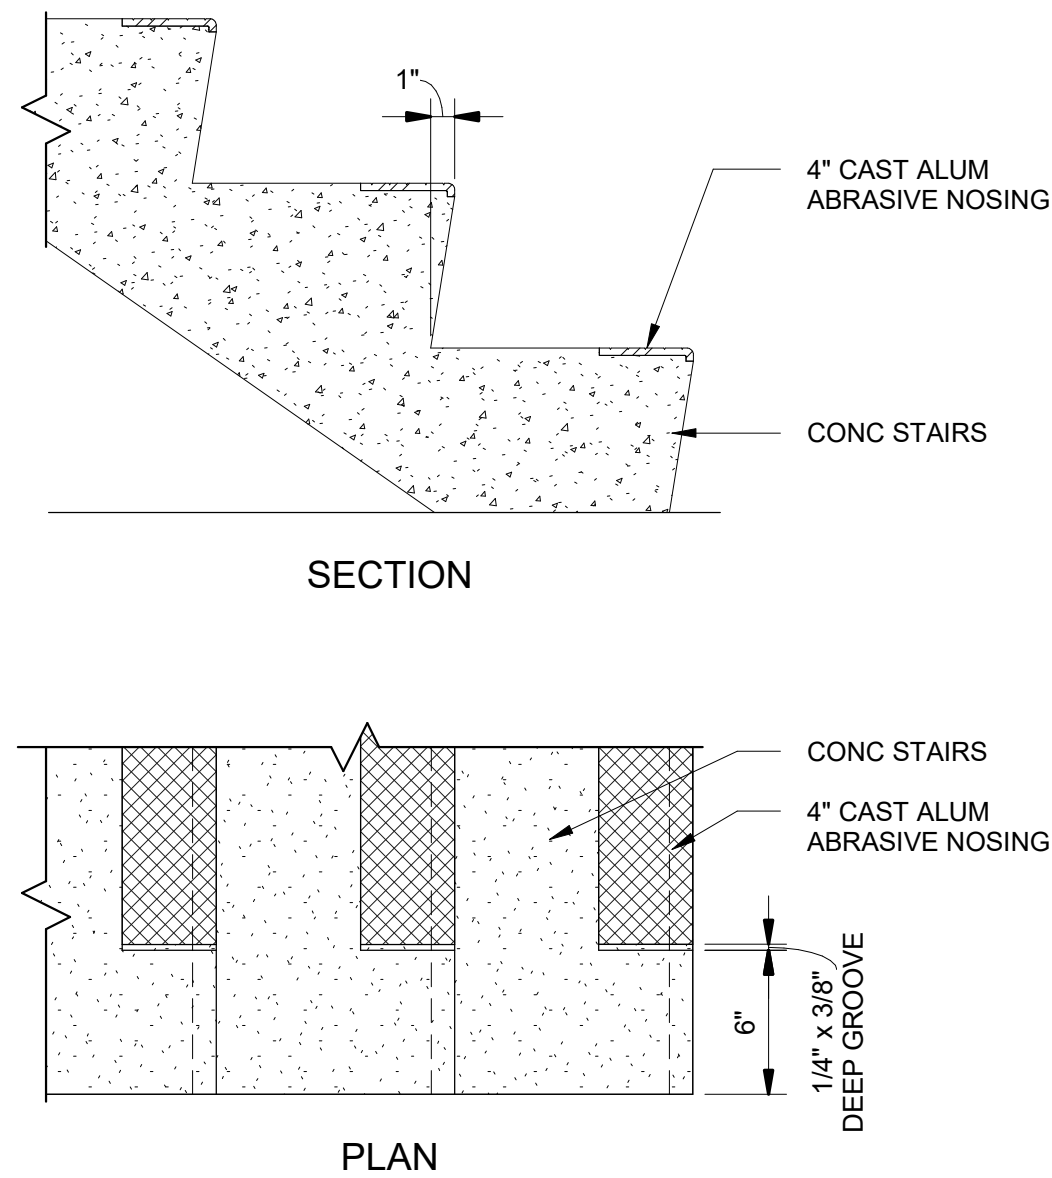 1"
4" CAST ALUM
ABRASIVE NOSING
CONC STAIRS
SECTION
CONC STAIRS
4" CAST ALUM
ABRASIVE NOSING
6"
1/4" x 3/8"
DEEP GROOVE
PLAN